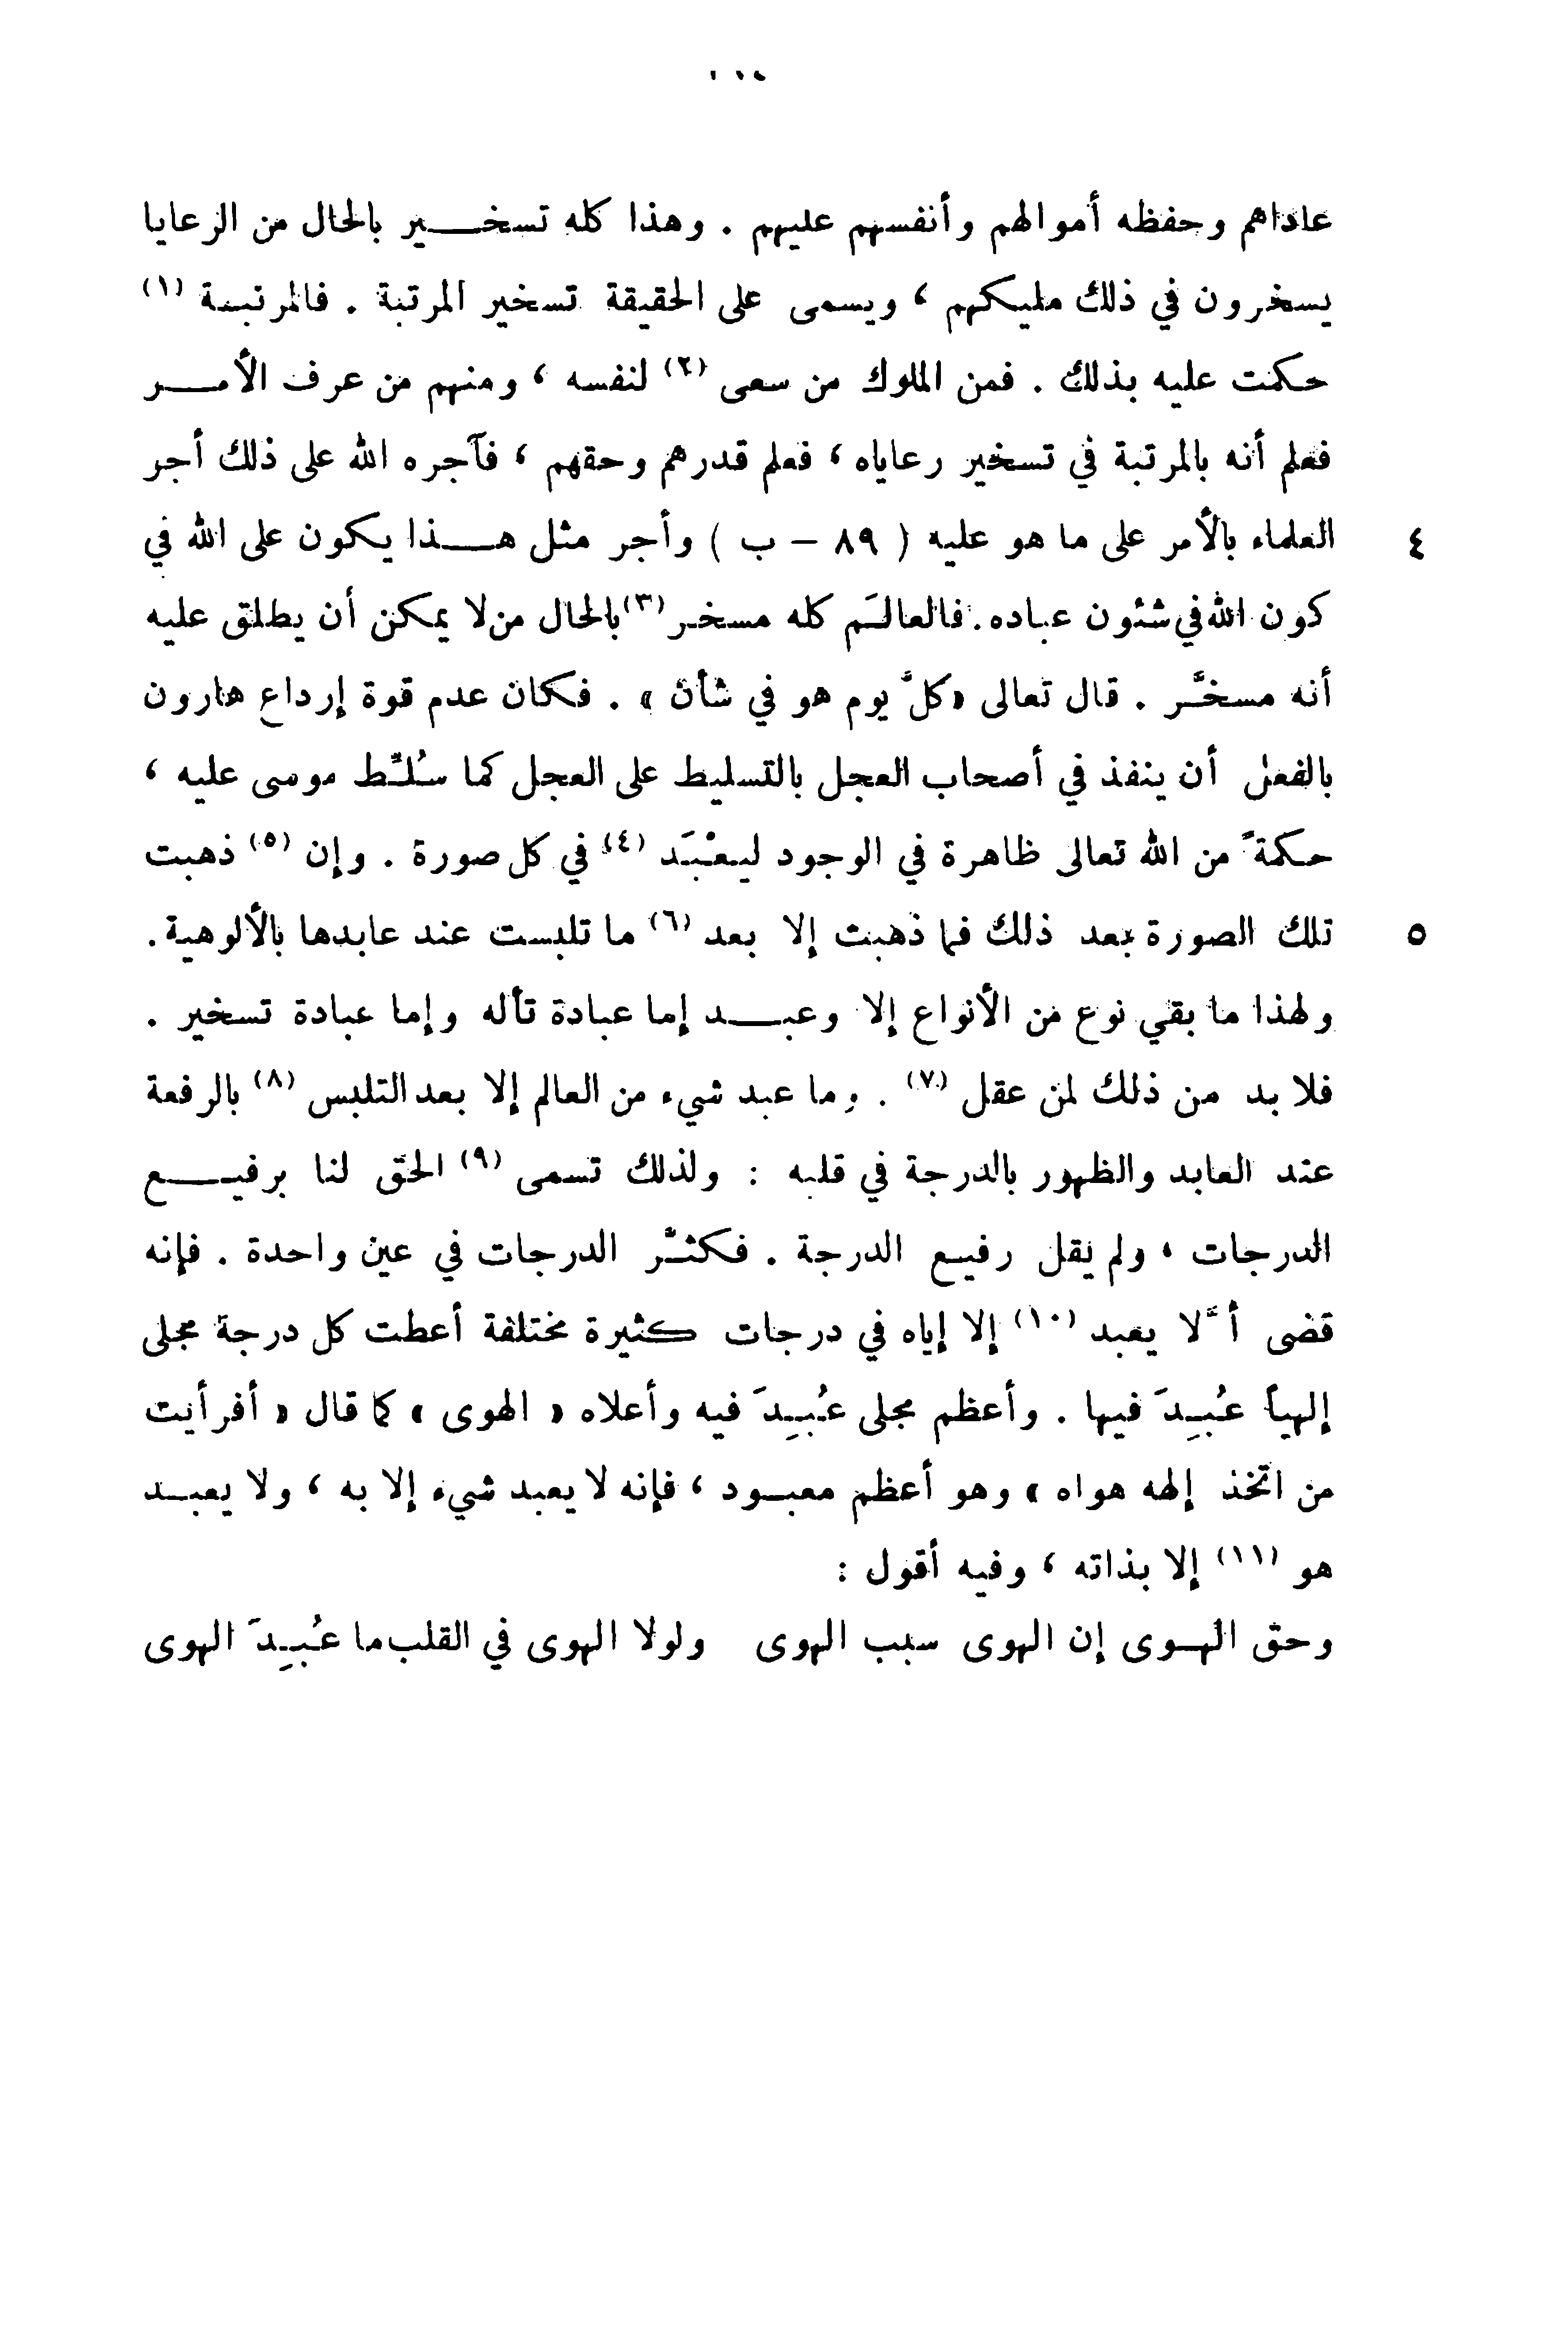 عاداهم وحفظه أموالهم وأنفسهم عليهم . وهذا كله تسخير بالحال من الرعايا
يسخرون في ذلك مليكهم ، ويسمى على الحقيقة تسخير المرتبة . فالمرتبة (١)
حكمت عليه بذلك . فمن الملوك من سعى (٢) لنفسه ، ومنهم من عرف الأمر
فعلم أنه بالمرتبة في تسخير رعاياه ، فعلم قدرهم وحقهم ، فآجره الله على ذلك أجر
العلماء بالأمر على ما هو عليه ( ٨٩ – ب ) وأجر مثل هذا يكون على الله في ٤
كون الله في شئون عباده . فالعالَم كله مسخر (٣) بالحال من لا يمكن أن يطلق عليه
أنه مسخَّر . قال تعالى «كلَّ يوم هو في شأن» . فكان عدم قوة إرداع هارون
بالفعل أن ينفذ في أصحاب العجل بالتسليط على العجل كما سُلِّط موسى عليه ،
حكمةً من الله تعالى ظاهرة في الوجود ليعْبَد (٤) في كل صورة . وإن (٥) ذهبت
تلك الصورة بعد ذلك فما ذهبت إلا بعد (٦) ما تلبست عند عابدها بالألوهية . ٥
ولهذا ما بقي نوع من الأنواع إلا وعبد إما عبادة تأله وإما عبادة تسخير .
فلا بد من ذلك لمن عقل (٧) . وما عبد شيء من العالم إلا بعد التلبس (٨) بالرفعة
عند العابد والظهور بالدرجة في قلبه : ولذلك تسمى (٩) الحق لنا برفيع
الدرجات ، ولم يقل رفيع الدرجة . فكثَّر الدرجات في عين واحدة . فإنه
قضى ألَّا يعبد (١٠) إلا إياه في درجات كثيرة مختلفة أعطت كل درجة مجلى
إلهياً عُبِدَ فيها . وأعظم مجلى عُبِدَ فيه وأعلاه « الهوى » كما قال « أفرأيت
من اتخذ إلهه هواه » وهو أعظم معبود ، فإنه لا يعبد شيء إلا به ، ولا يعبد
هو (١١) إلا بذاته ، وفيه أقول :
وحق الهوى إن الهوى سبب الهوى ولولا الهوى في القلب ما عُبِدَ الهوى